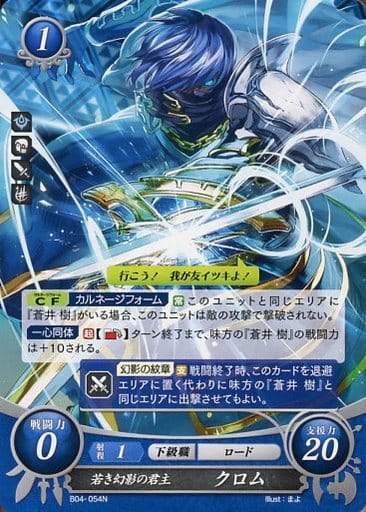 1
行こう! 我が友イツキよ!
カルネージフォーム
CF カルネージフォーム 常 このユニットと同じエリアに
『蒼井 樹』がいる場合、このユニットは敵の攻撃で撃破されない。
一心同体 起 【】ターン終了まで、味方の『蒼井 樹』の戦闘力
は+10される。
幻影の紋章 支 戦闘終了時、このカードを退避
エリアに置く代わりに味方の『蒼井 樹』と
同じエリアに出撃させてもよい。
戦闘力
0
射程 1 下級職 ロード
支援力
20
若き幻影の君主 クロム
B04-054N
Illust:まよ